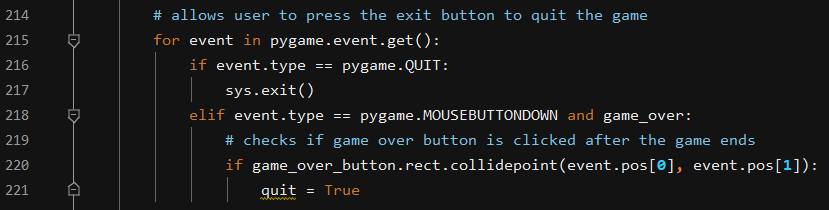 214 # allows user to press the exit button to quit the game
215 for event in pygame.event.get():
216 if event.type == pygame.QUIT:
217 sys.exit()
218 elif event.type == pygame.MOUSEBUTTONDOWN and game_over:
219 # checks if game over button is clicked after the game ends
220 if game_over_button.rect.collidepoint(event.pos[0], event.pos[1]):
221 quit = True